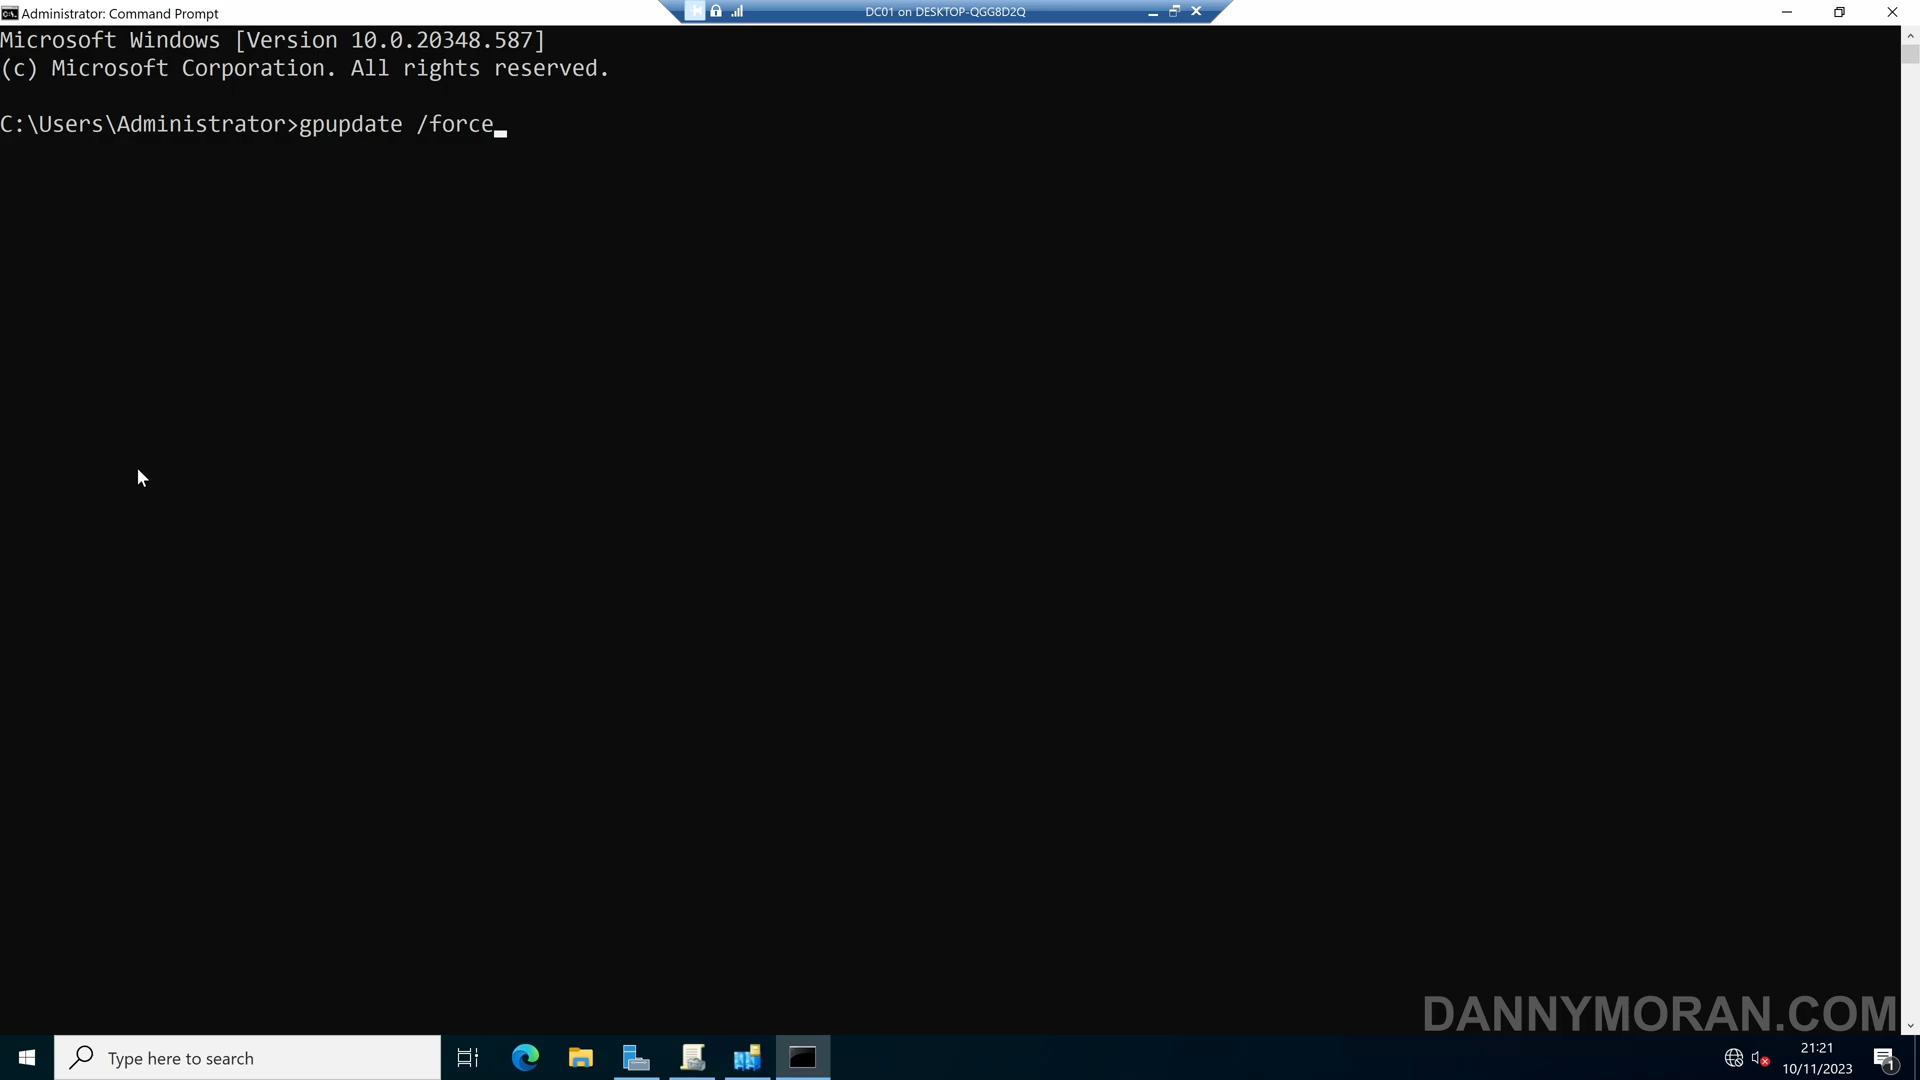 Administrator: Command Prompt
DC01 on DESKTOP-QGG8D2Q
Microsoft Windows [Version 10.0.20348.587]
(c) Microsoft Corporation. All rights reserved.
C:\Users\Administrator>gpupdate /force
DANNYMORAN.COM
Type here to search
21:21
10/11/2023
1